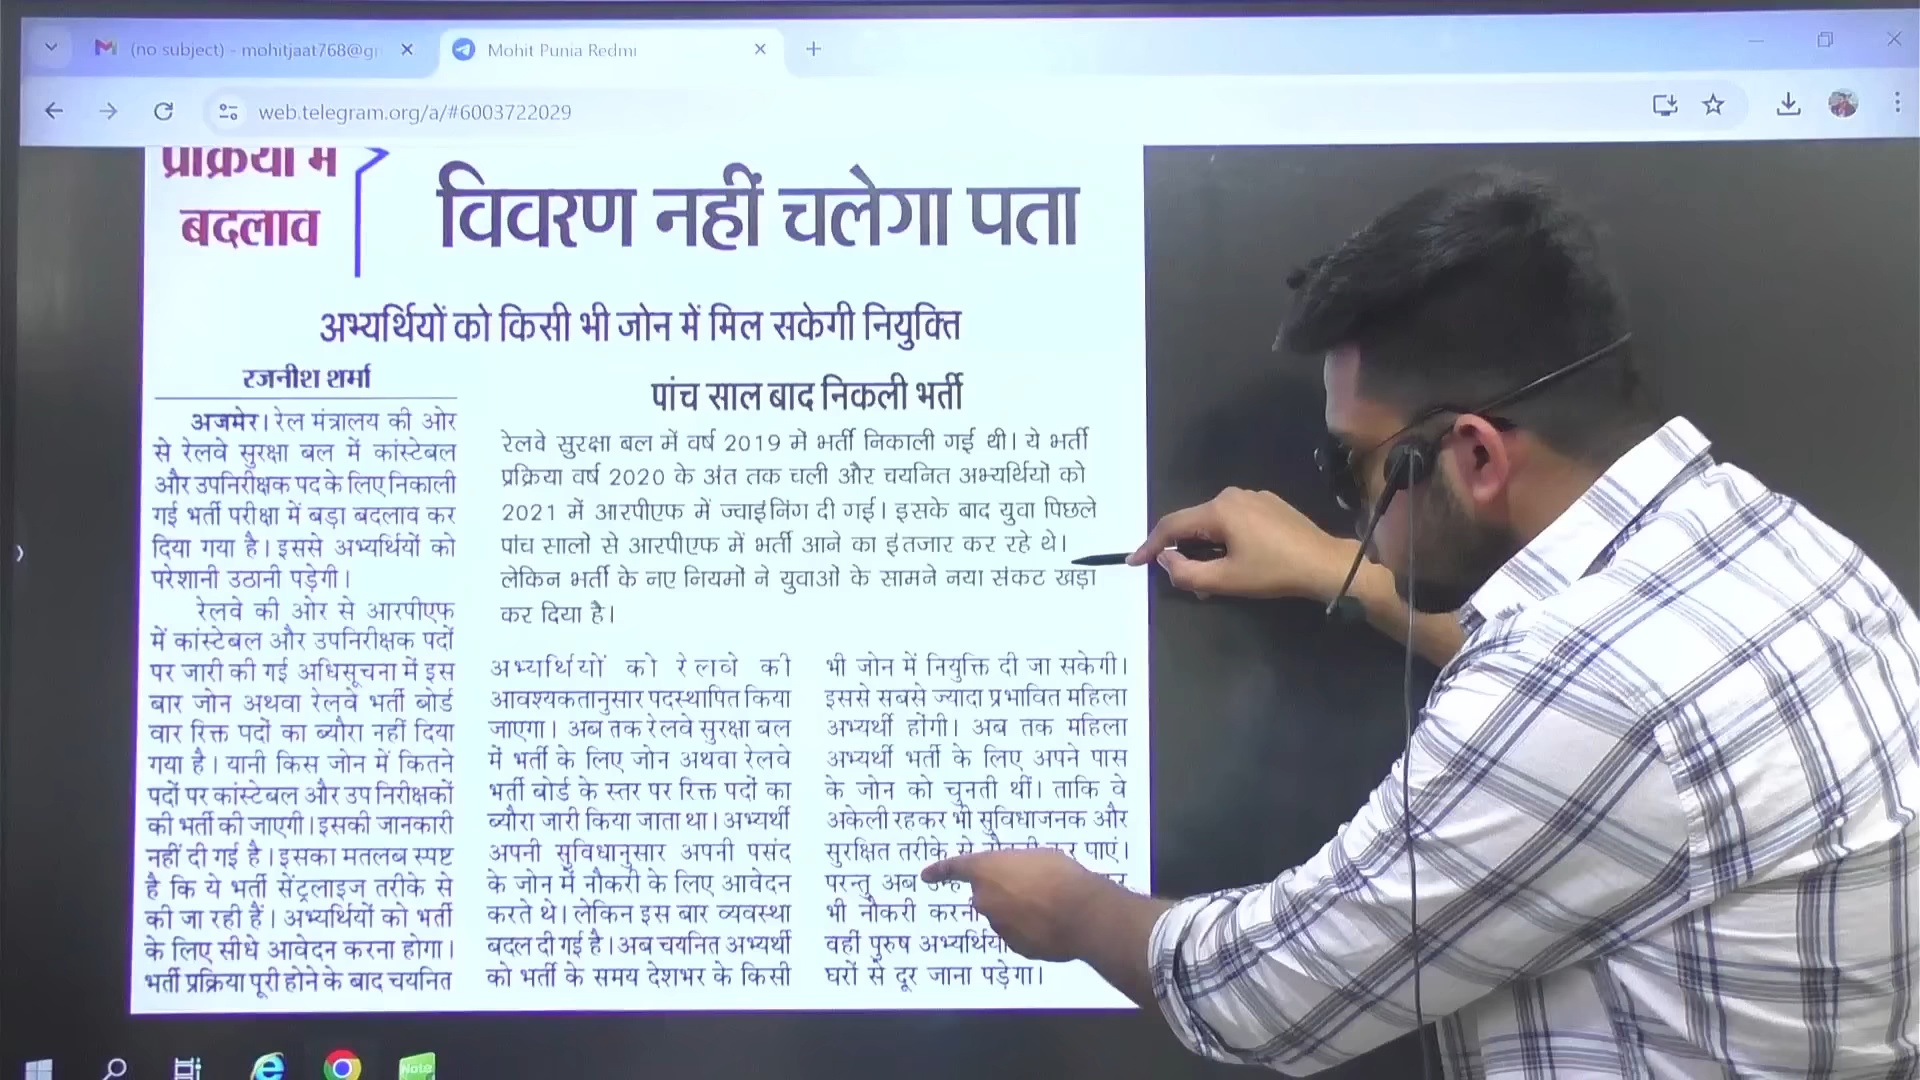 (no subject) - mohitjaat768@g
Mohit Punia Redmi
web.telegram.org/a/#6003722029
प्रक्रिया में
बदलाव
विवरण नहीं चलेगा पता
अभ्यर्थियों को किसी भी जोन में मिल सकेगी नियुक्ति
रजनीश शर्मा
अजमेर। रेल मंत्रालय की ओर
से रेलवे सुरक्षा बल में कांस्टेबल
और उपनिरीक्षक पद के लिए निकाली
गई भर्ती परीक्षा में बड़ा बदलाव कर
दिया गया है। इससे अभ्यर्थियों को
परेशानी उठानी पड़ेगी।
रेलवे की ओर से आरपीएफ
में कांस्टेबल और उपनिरीक्षक पदों
पर जारी की गई अधिसूचना में इस
बार जोन अथवा रेलवे भर्ती बोर्ड
वार रिक्त पदों का ब्यौरा नहीं दिया
गया है। यानी किस जोन में कितने
पदों पर कांस्टेबल और उप निरीक्षकों
की भर्ती की जाएगी। इसकी जानकारी
नहीं दी गई है। इसका मतलब स्पष्ट
है कि ये भर्ती सेंट्रलाइज तरीके से
की जा रही हैं। अभ्यर्थियों को भर्ती
के लिए सीधे आवेदन करना होगा।
भर्ती प्रक्रिया पूरी होने के बाद चयनित
पांच साल बाद निकली भर्ती
रेलवे सुरक्षा बल में वर्ष 2019 में भर्ती निकाली गई थी। ये भर्ती
प्रक्रिया वर्ष 2020 के अंत तक चली और चयनित अभ्यर्थियों को
2021 में आरपीएफ में ज्वाइंनिंग दी गई। इसके बाद युवा पिछले
पांच सालों से आरपीएफ में भर्ती आने का इंतजार कर रहे थे।
लेकिन भर्ती के नए नियमों ने युवाओं के सामने नया संकट खड़ा
कर दिया है।
अभ्यर्थियों को रेलवे की
आवश्यकतानुसार पदस्थापित किया
जाएगा। अब तक रेलवे सुरक्षा बल
में भर्ती के लिए जोन अथवा रेलवे
भर्ती बोर्ड के स्तर पर रिक्त पदों का
ब्यौरा जारी किया जाता था। अभ्यर्थी
अपनी सुविधानुसार अपनी पसंद
के जोन में नौकरी के लिए आवेदन
करते थे। लेकिन इस बार व्यवस्था
बदल दी गई है। अब चयनित अभ्यर्थी
को भर्ती के समय देशभर के किसी
भी जोन में नियुक्ति दी जा सकेगी।
इससे सबसे ज्यादा प्रभावित महिला
अभ्यर्थी होंगी। अब तक महिला
अभ्यर्थी भर्ती के लिए अपने पास
के जोन को चुनती थीं। ताकि वे
अकेली रहकर भी सुविधाजनक और
सुरक्षित तरीके से नौकरी कर पाएं।
परन्तु अब उन्हें
भी नौकरी करनी
वहीं पुरुष अभ्यर्थियों
घरों से दूर जाना पड़ेगा।
Note